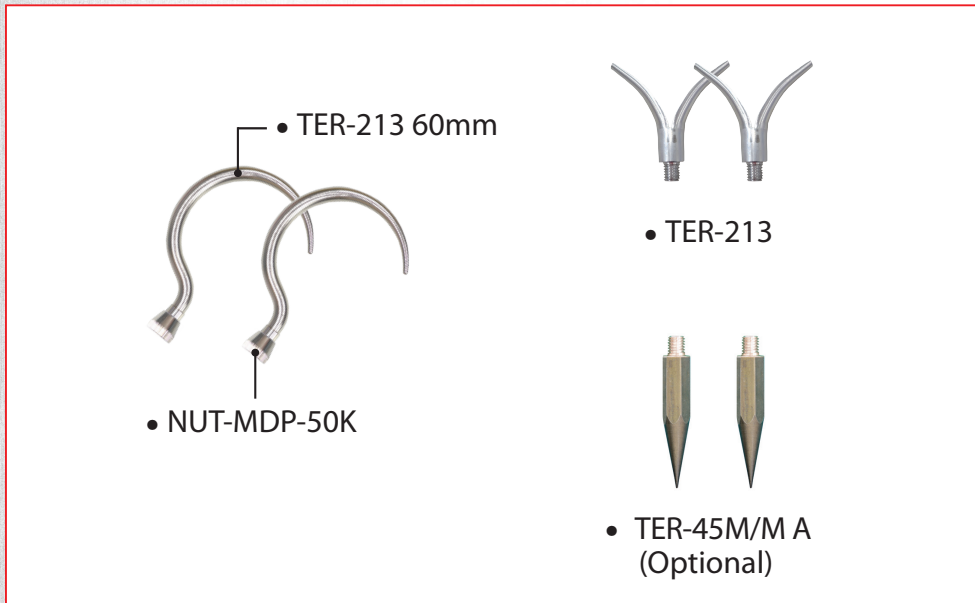 • TER-213 60mm
• NUT-MDP-50K
• TER-213
• TER-45M/M A
(Optional)